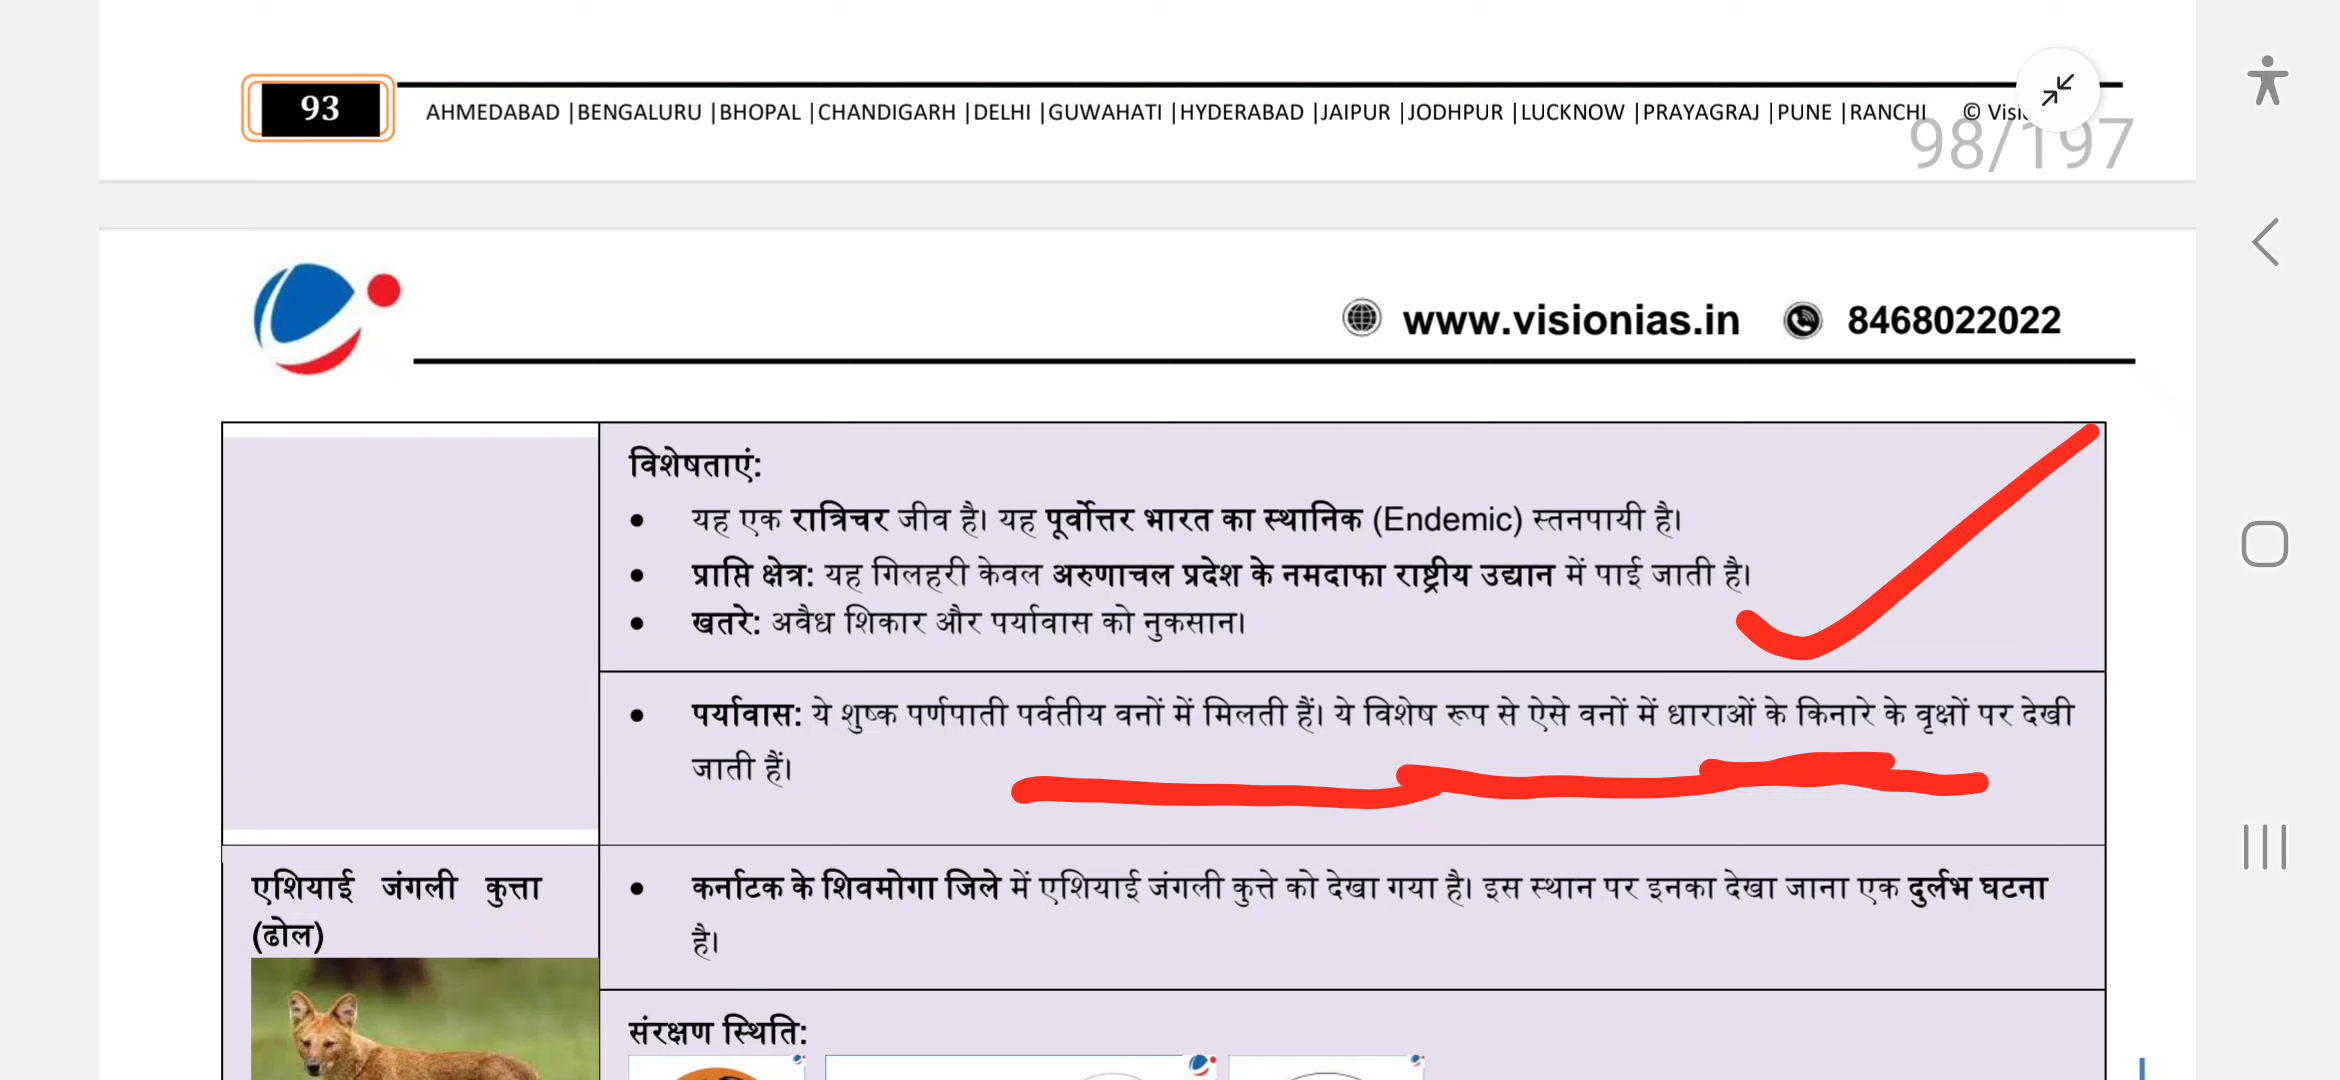 93
AHMEDABAD |BENGALURU |BHOPAL |CHANDIGARH |DELHI |GUWAHATI |HYDERABAD |JAIPUR |JODHPUR |LUCKNOW |PRAYAGRAJ |PUNE |RANCHI ©
98/197
www.visionias.in 8468022022
विशेषताएं:
• यह एक रात्रिचर जीव है। यह पूर्वोत्तर भारत का स्थानिक (Endemic) स्तनपायी है।
• प्राप्ति क्षेत्र: यह गिलहरी केवल अरुणाचल प्रदेश के नमदाफा राष्ट्रीय उद्यान में पाई जाती है।
• खतरे: अवैध शिकार और पर्यावास को नुकसान।
• पर्यावास: ये शुष्क पर्णपाती पर्वतीय वनों में मिलती हैं। ये विशेष रूप से ऐसे वनों में धाराओं के किनारे के वृक्षों पर देखी
जाती हैं।
एशियाई जंगली कुत्ता
(ढोल)
• कर्नाटक के शिवमोगा जिले में एशियाई जंगली कुत्ते को देखा गया है। इस स्थान पर इनका देखा जाना एक दुर्लभ घटना
है।
संरक्षण स्थिति: